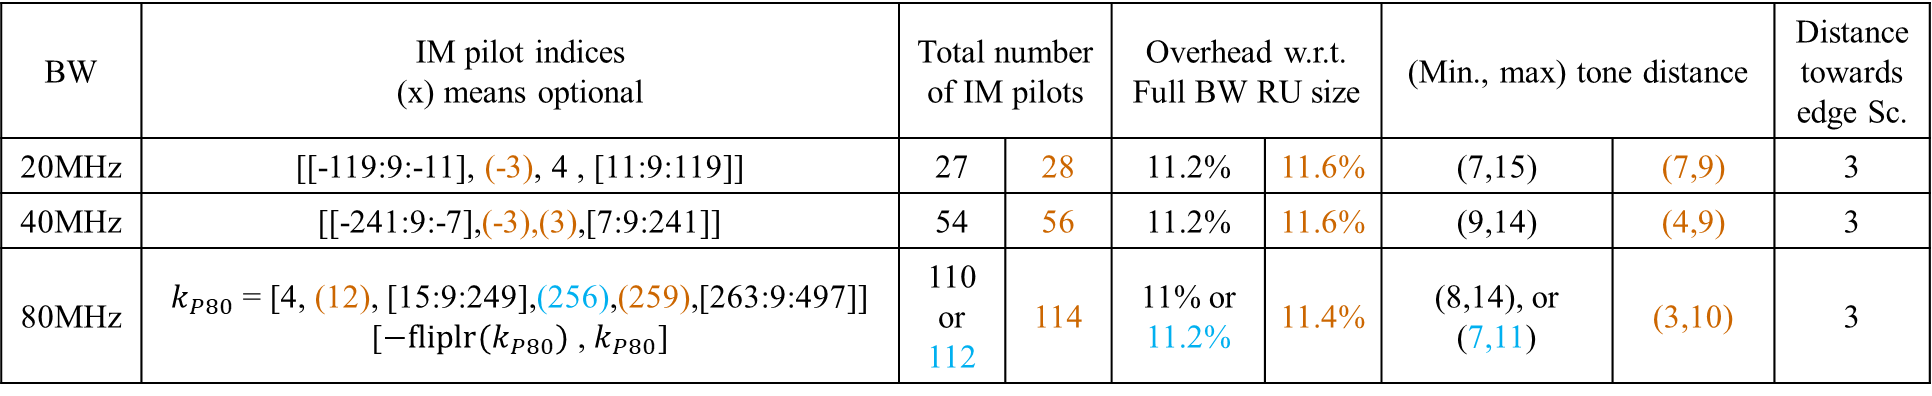 BW
IM pilot indices
(x) means optional
Total number
of IM pilots
Overhead w.r.t.
Full BW RU size
(Min., max) tone distance
Distance
towards
edge Sc.
20MHz
[[-119:9:-11], (-3), 4 , [11:9:119]]
27
28
11.2%
11.6%
(7,15)
(7,9)
3
40MHz
[[-241:9:-7],(-3),(3),[7:9:241]]
54
56
11.2%
11.6%
(9,14)
(4,9)
3
80MHz
𝑘𝑃80 = [4, (12), [15:9:249],(256),(259),[263:9:497]]
[−fliplr(𝑘𝑃80) , 𝑘𝑃80]
110
or
112
114
11% or
11.2%
11.4%
(8,14), or
(7,11)
(3,10)
3